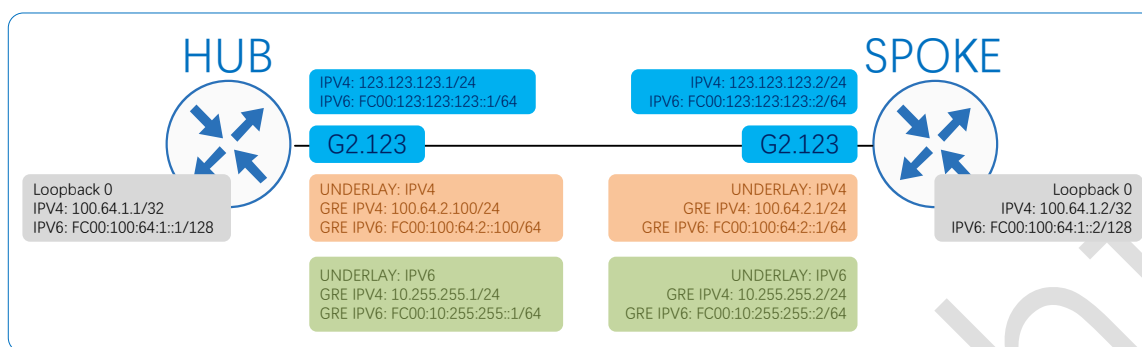 HUB
SPOKE
IPV4: 123.123.123.1/24
IPV6: FC00:123:123:123::1/64
IPV4: 123.123.123.2/24
IPV6: FC00:123:123:123::2/64
G2.123
G2.123
Loopback 0
IPV4: 100.64.1.1/32
IPV6: FC00:100:64:1::1/128
UNDERLAY: IPV4
GRE IPV4: 100.64.2.100/24
GRE IPV6: FC00:100:64:2::100/64
UNDERLAY: IPV4
GRE IPV4: 100.64.2.1/24
GRE IPV6: FC00:100:64:2::1/64
Loopback 0
IPV4: 100.64.1.2/32
IPV6: FC00:100:64:1::2/128
UNDERLAY: IPV6
GRE IPV4: 10.255.255.1/24
GRE IPV6: FC00:10:255:255::1/64
UNDERLAY: IPV6
GRE IPV4: 10.255.255.2/24
GRE IPV6: FC00:10:255:255::2/64